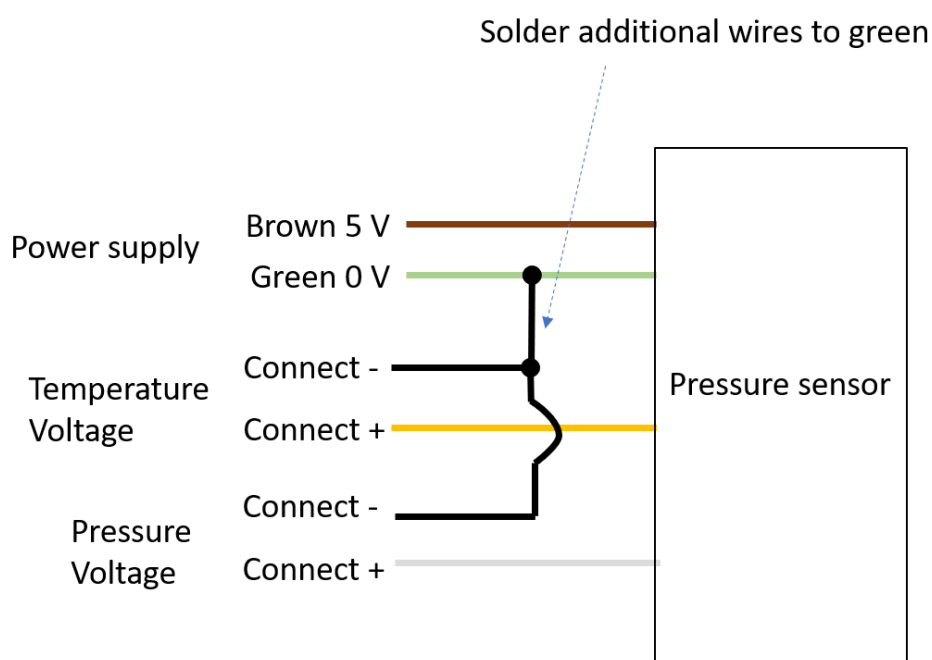 Solder additional wires to green
Power supply
Brown 5 V
Green 0 V
Temperature
Voltage
Connect -
Connect +
Pressure
Voltage
Connect -
Connect +
Pressure sensor